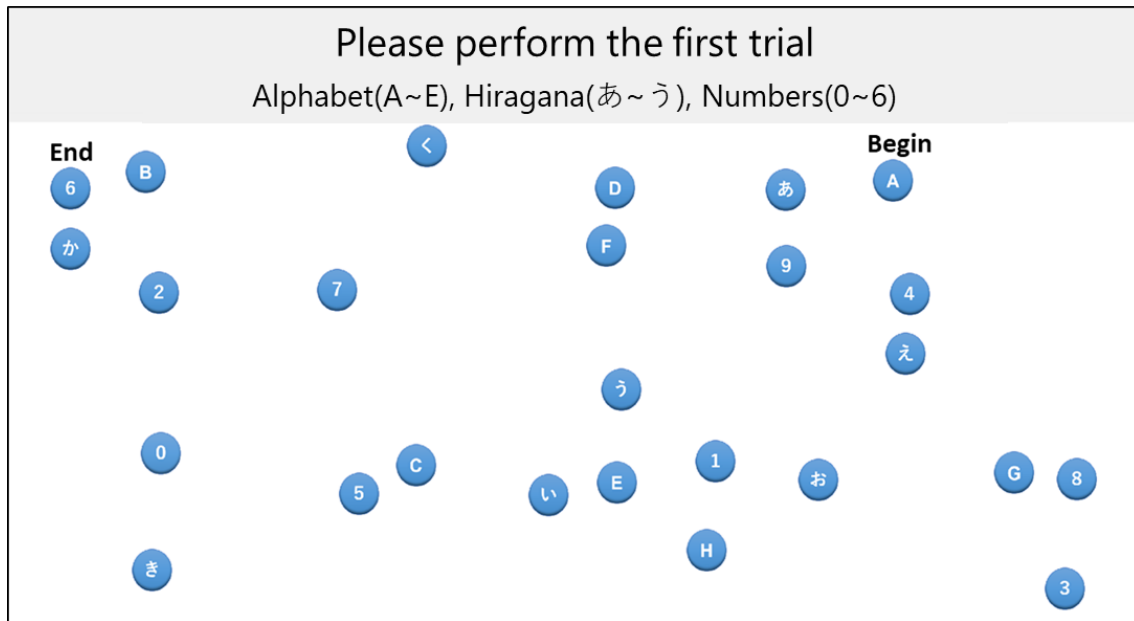 Please perform the first trial
Alphabet(A~E), Hiragana(あ~う), Numbers(0~6)
End
Begin
く
B
6
D
あ
A
か
F
9
2
7
4
え
う
0
C
1
5
い
E
お
G
8
H
き
3